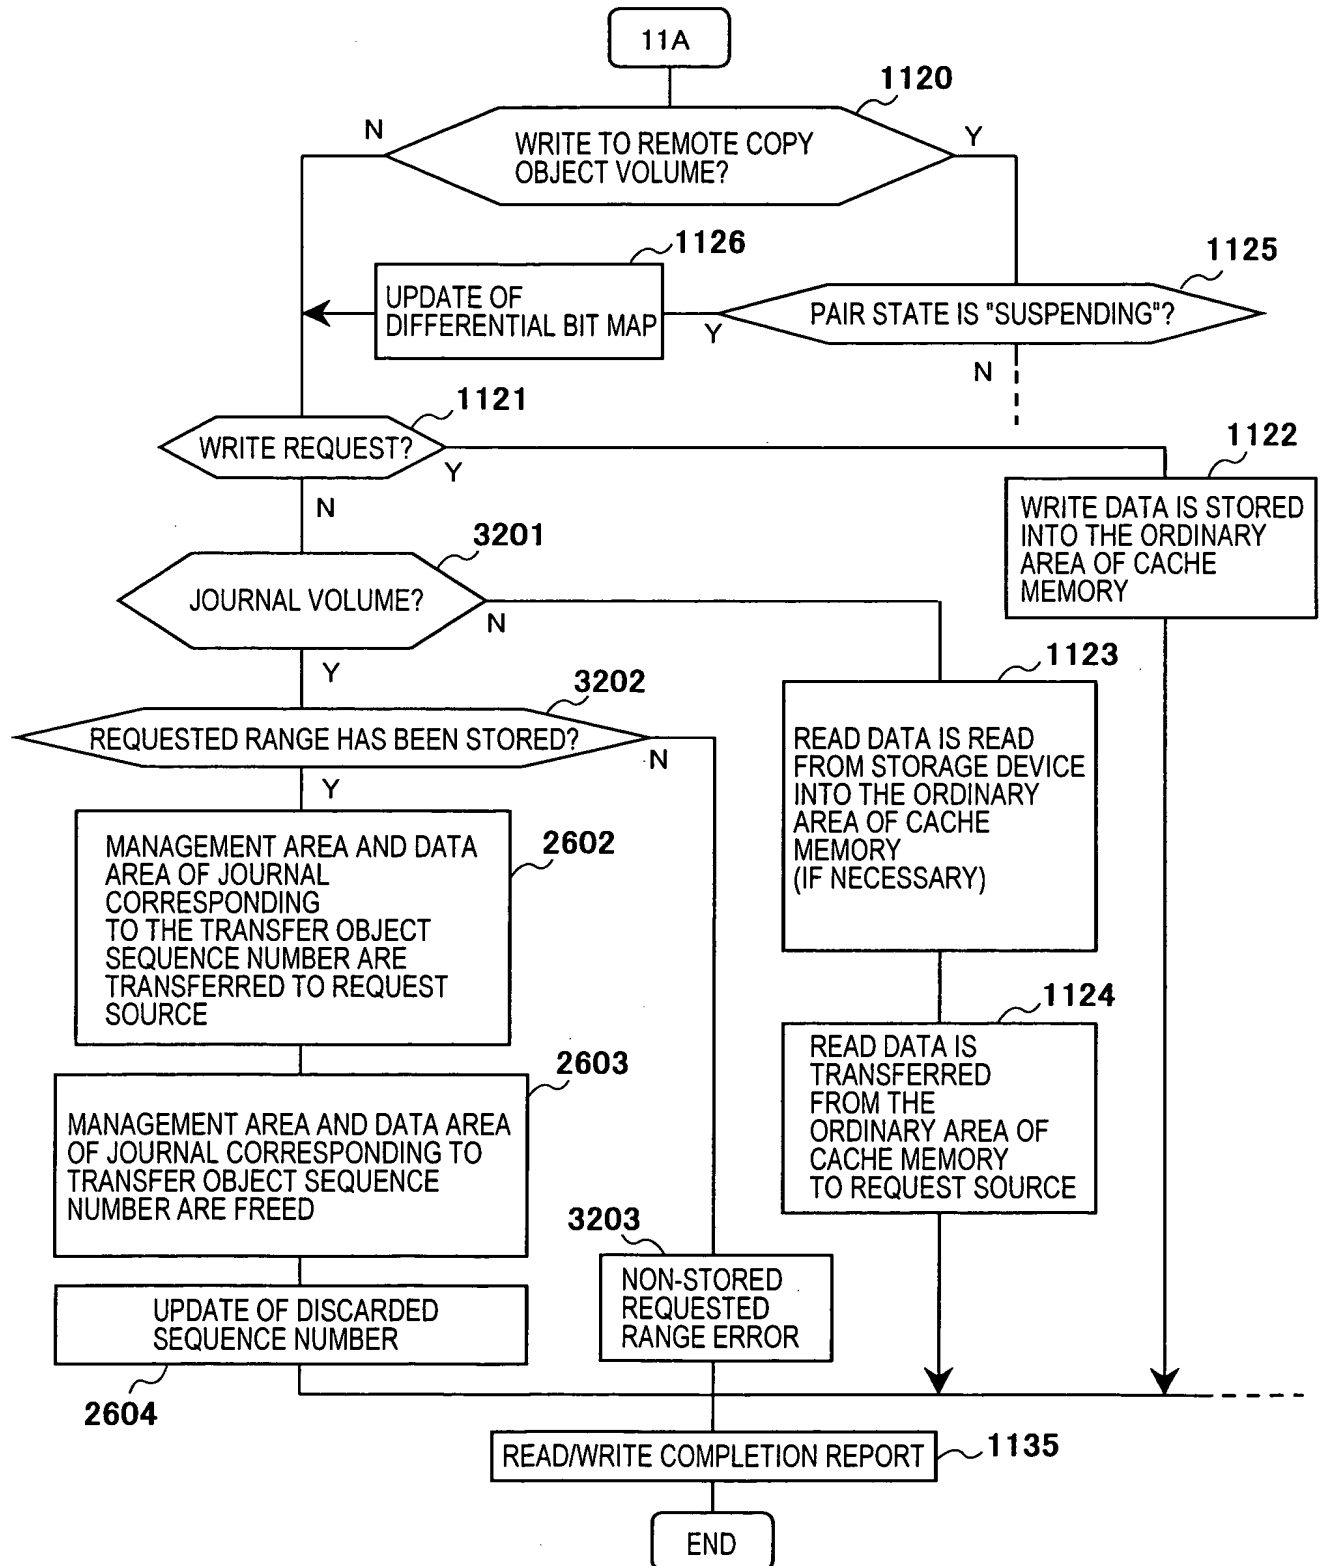 11A
1120
N
WRITE TO REMOTE COPY
OBJECT VOLUME?
Y
1126
1125
UPDATE OF
DIFFERENTIAL BIT MAP
Y
PAIR STATE IS "SUSPENDING"?
N
1121
WRITE REQUEST?
Y
N
1122
WRITE DATA IS STORED
INTO THE ORDINARY
AREA OF CACHE
MEMORY
3201
JOURNAL VOLUME?
N
Y
1123
READ DATA IS READ
FROM STORAGE DEVICE
INTO THE ORDINARY
AREA OF CACHE
MEMORY
(IF NECESSARY)
3202
REQUESTED RANGE HAS BEEN STORED?
N
Y
2602
MANAGEMENT AREA AND DATA
AREA OF JOURNAL
CORRESPONDING
TO THE TRANSFER OBJECT
SEQUENCE NUMBER ARE
TRANSFERRED TO REQUEST
SOURCE
1124
READ DATA IS
TRANSFERRED
FROM THE
ORDINARY AREA OF
CACHE MEMORY
TO REQUEST SOURCE
2603
MANAGEMENT AREA AND DATA AREA
OF JOURNAL CORRESPONDING TO
TRANSFER OBJECT SEQUENCE
NUMBER ARE FREED
3203
NON-STORED
REQUESTED
RANGE ERROR
UPDATE OF DISCARDED
SEQUENCE NUMBER
2604
READ/WRITE COMPLETION REPORT
1135
END